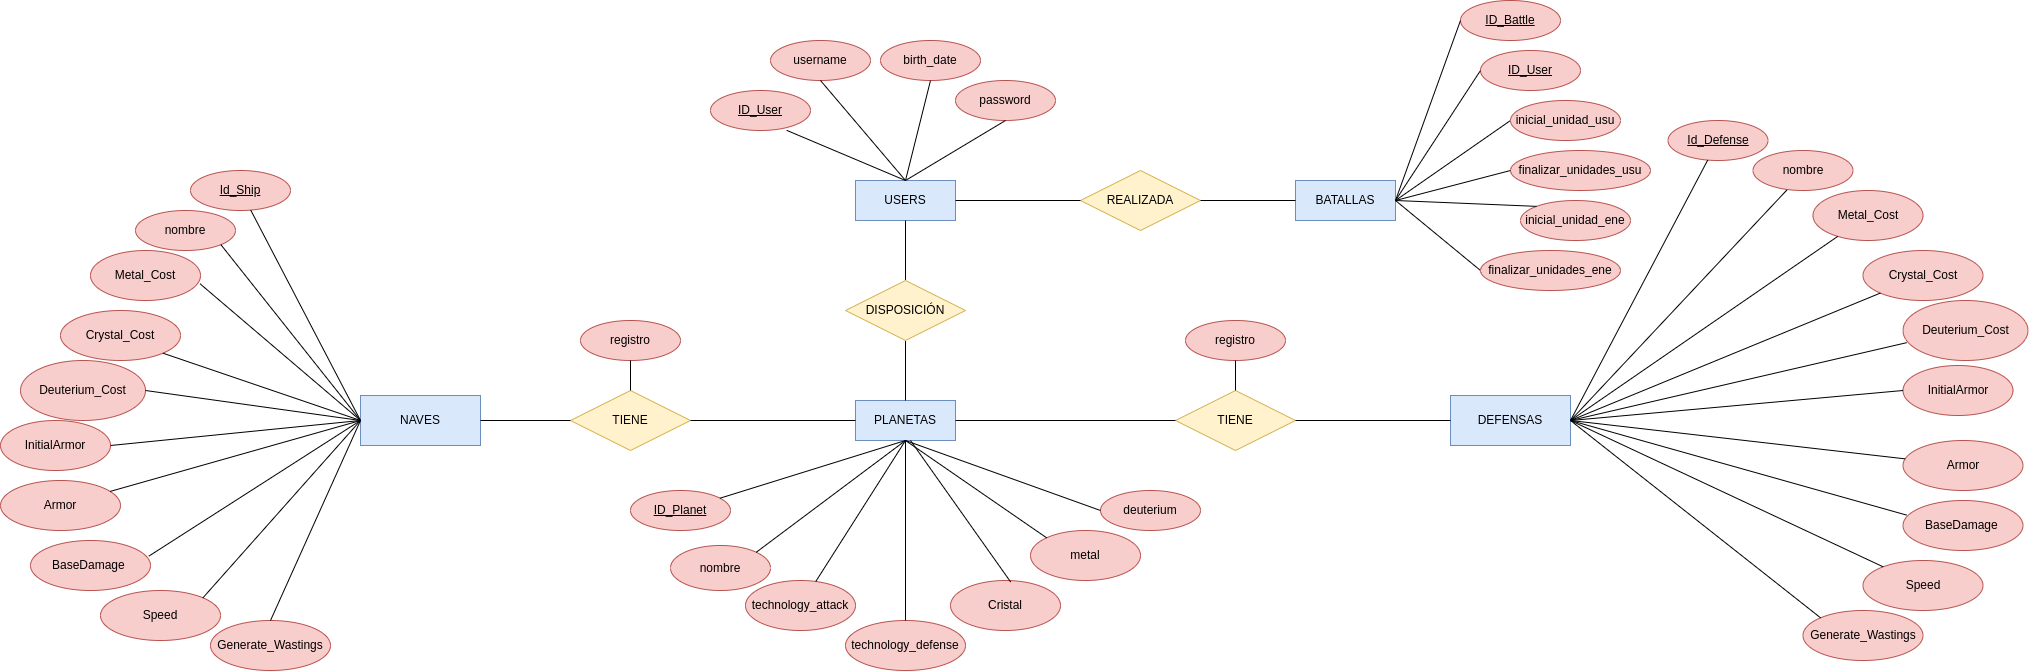 ID_Battle
username
birth_date
ID_User
ID_User
password
inicial_unidad_usu
Id_Defense
finalizar_unidades_usu
nombre
Id_Ship
USERS
REALIZADA
BATALLAS
Metal_Cost
inicial_unidad_ene
nombre
finalizar_unidades_ene
Metal_Cost
Crystal_Cost
DISPOSICIÓN
Crystal_Cost
registro
registro
Deuterium_Cost
Deuterium_Cost
InitialArmor
NAVES
TIENE
PLANETAS
TIENE
DEFENSAS
InitialArmor
Armor
Armor
ID_Planet
deuterium
BaseDamage
BaseDamage
nombre
metal
Speed
Speed
technology_attack
Cristal
Generate_Wastings
Generate_Wastings
technology_defense